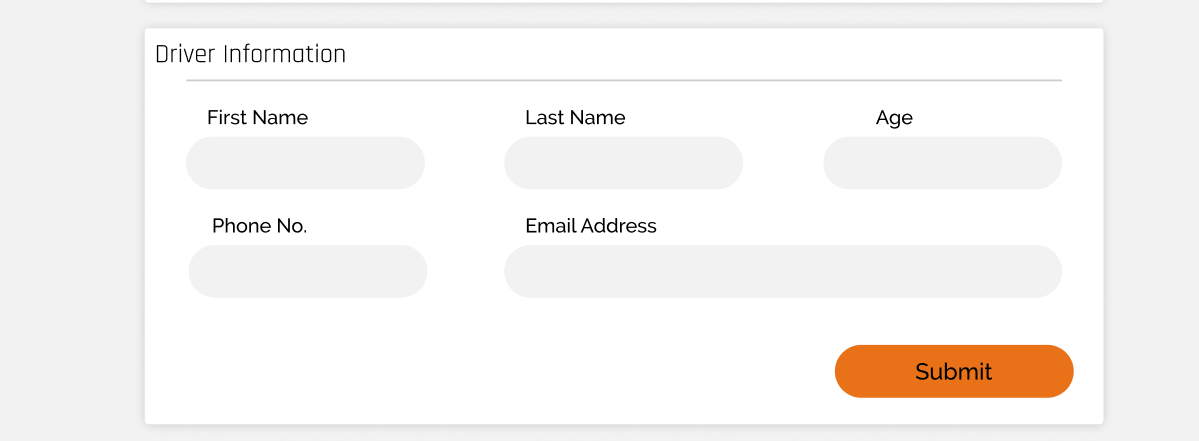 Driver Information
First Name
Last Name
Age
Phone No.
Email Address
Submit